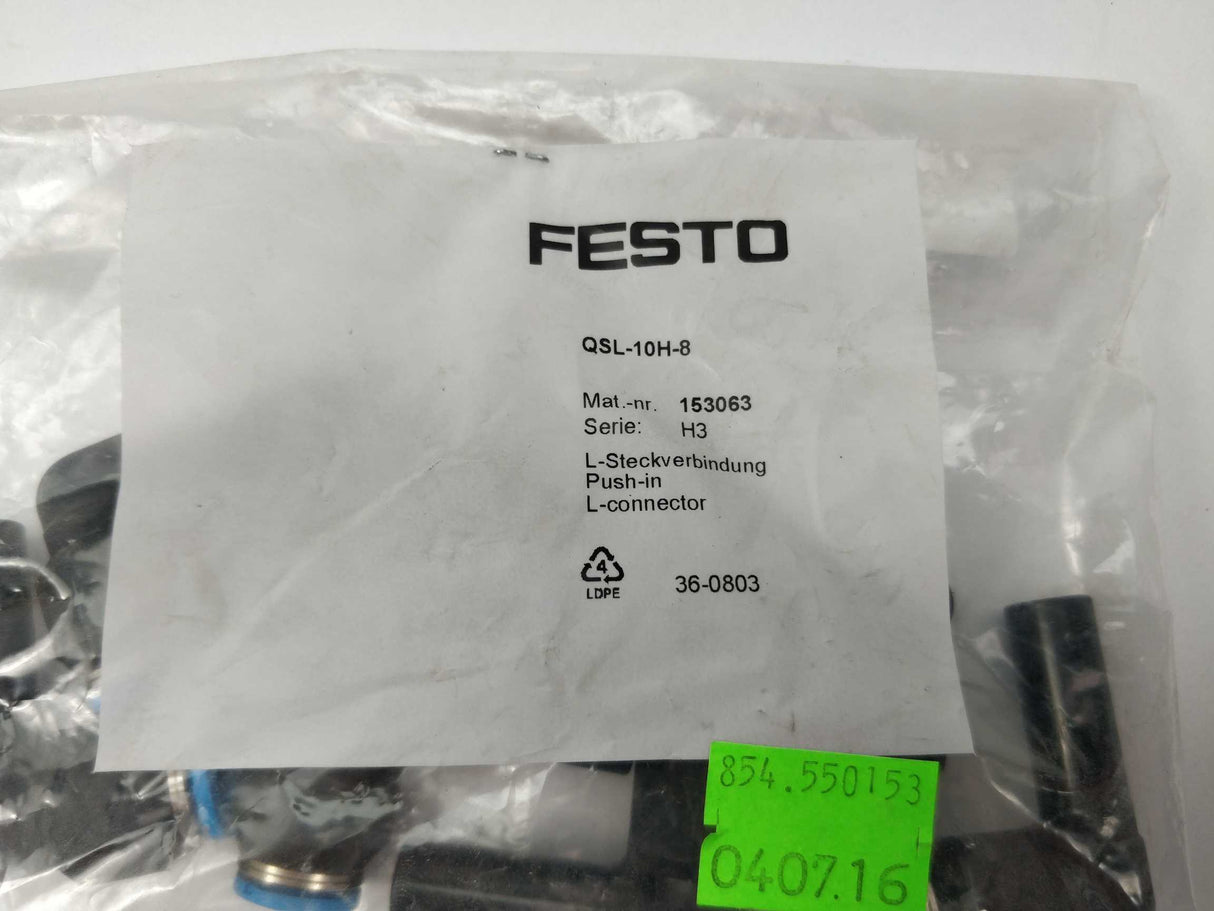 FESTO
QSL-10H-8
Mat.-nr. 153063
Serie: H3
L-Steckverbindung
Push-in
L-connector
4
LDPE
36-0803
854.550153
0407.16